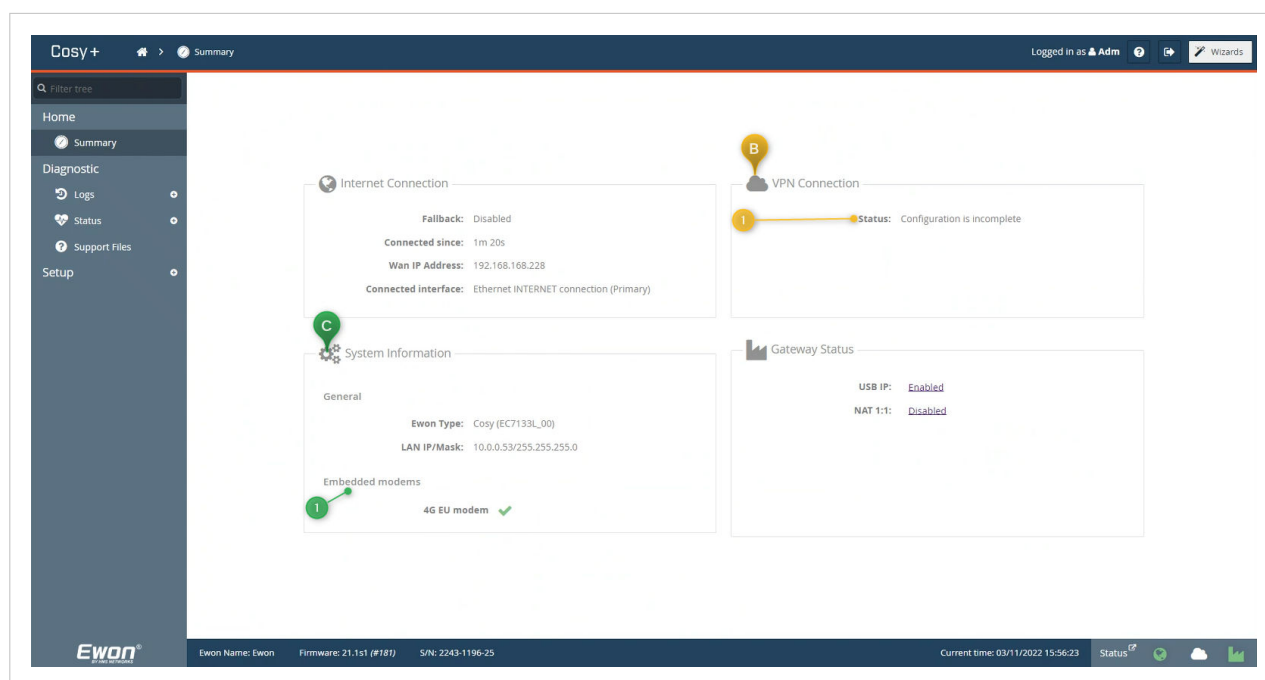 Cosy+
Summary
Logged in as Adm
Wizards
Filter tree
Home
Summary
Diagnostic
Logs
Status
Support Files
Setup
Internet Connection
Fallback: Disabled
Connected since: 1m 20s
Wan IP Address: 192.168.168.228
Connected interface: Ethernet INTERNET connection (Primary)
B
VPN Connection
1
Status: Configuration is incomplete
C
System Information
General
Ewon Type: Cosy (EC7133L_00)
LAN IP/Mask: 10.0.0.53/255.255.255.0
Embedded modems
1
4G EU modem
Gateway Status
USB IP: Enabled
NAT 1:1: Disabled
Ewon®
BY HMS NETWORKS
Ewon Name: Ewon
Firmware: 21.1s1 (#181)
S/N: 2243-1196-25
Current time: 03/11/2022 15:56:23
Status